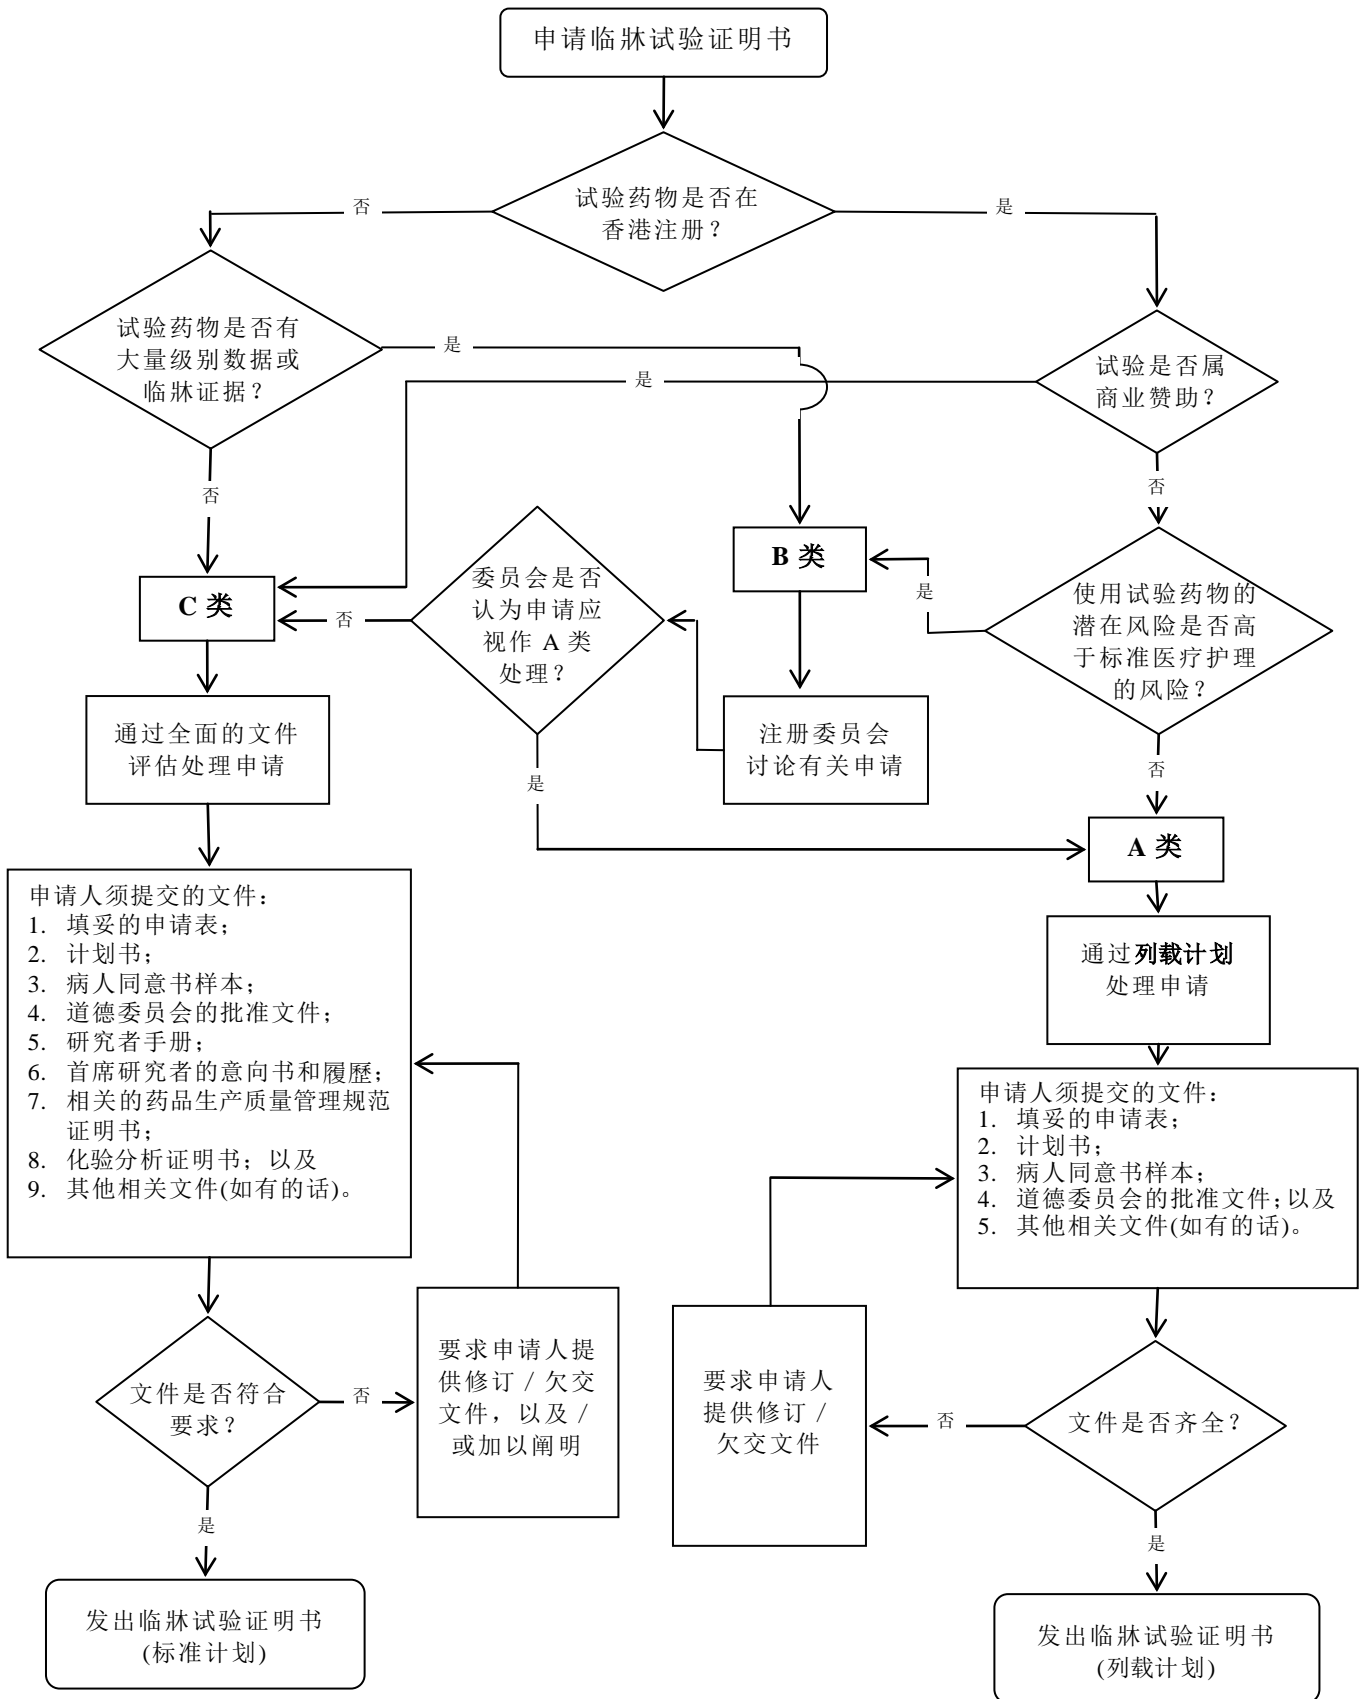 申请临牀试验证明书
试验药物是否在
香港注册？
否
是
试验药物是否有
大量级别数据或
临牀证据？
是
是
试验是否属
商业赞助？
否
否
B 类
委员会是否
认为申请应
视作 A 类
处理？
否
C 类
是
使用试验药物的
潜在风险是否高
于标准医疗护理
的风险？
通过全面的文件
评估处理申请
注册委员会
讨论有关申请
是
否
A 类
申请人须提交的文件：
1. 填妥的申请表；
2. 计划书；
3. 病人同意书样本；
4. 道德委员会的批准文件；
5. 研究者手册；
6. 首席研究者的意向书和履歷；
7. 相关的药品生产质量管理规范
证明书；
8. 化验分析证明书；以及
9. 其他相关文件(如有的话)。
通过列载计划
处理申请
申请人须提交的文件：
1. 填妥的申请表；
2. 计划书；
3. 病人同意书样本；
4. 道德委员会的批准文件；以及
5. 其他相关文件(如有的话)。
文件是否符合
要求？
否
要求申请人提
供修订 / 欠交
文件，以及 /
或加以阐明
要求申请人
提供修订 /
欠交文件
否
文件是否齐全？
是
是
发出临牀试验证明书
(标准计划)
发出临牀试验证明书
(列载计划)